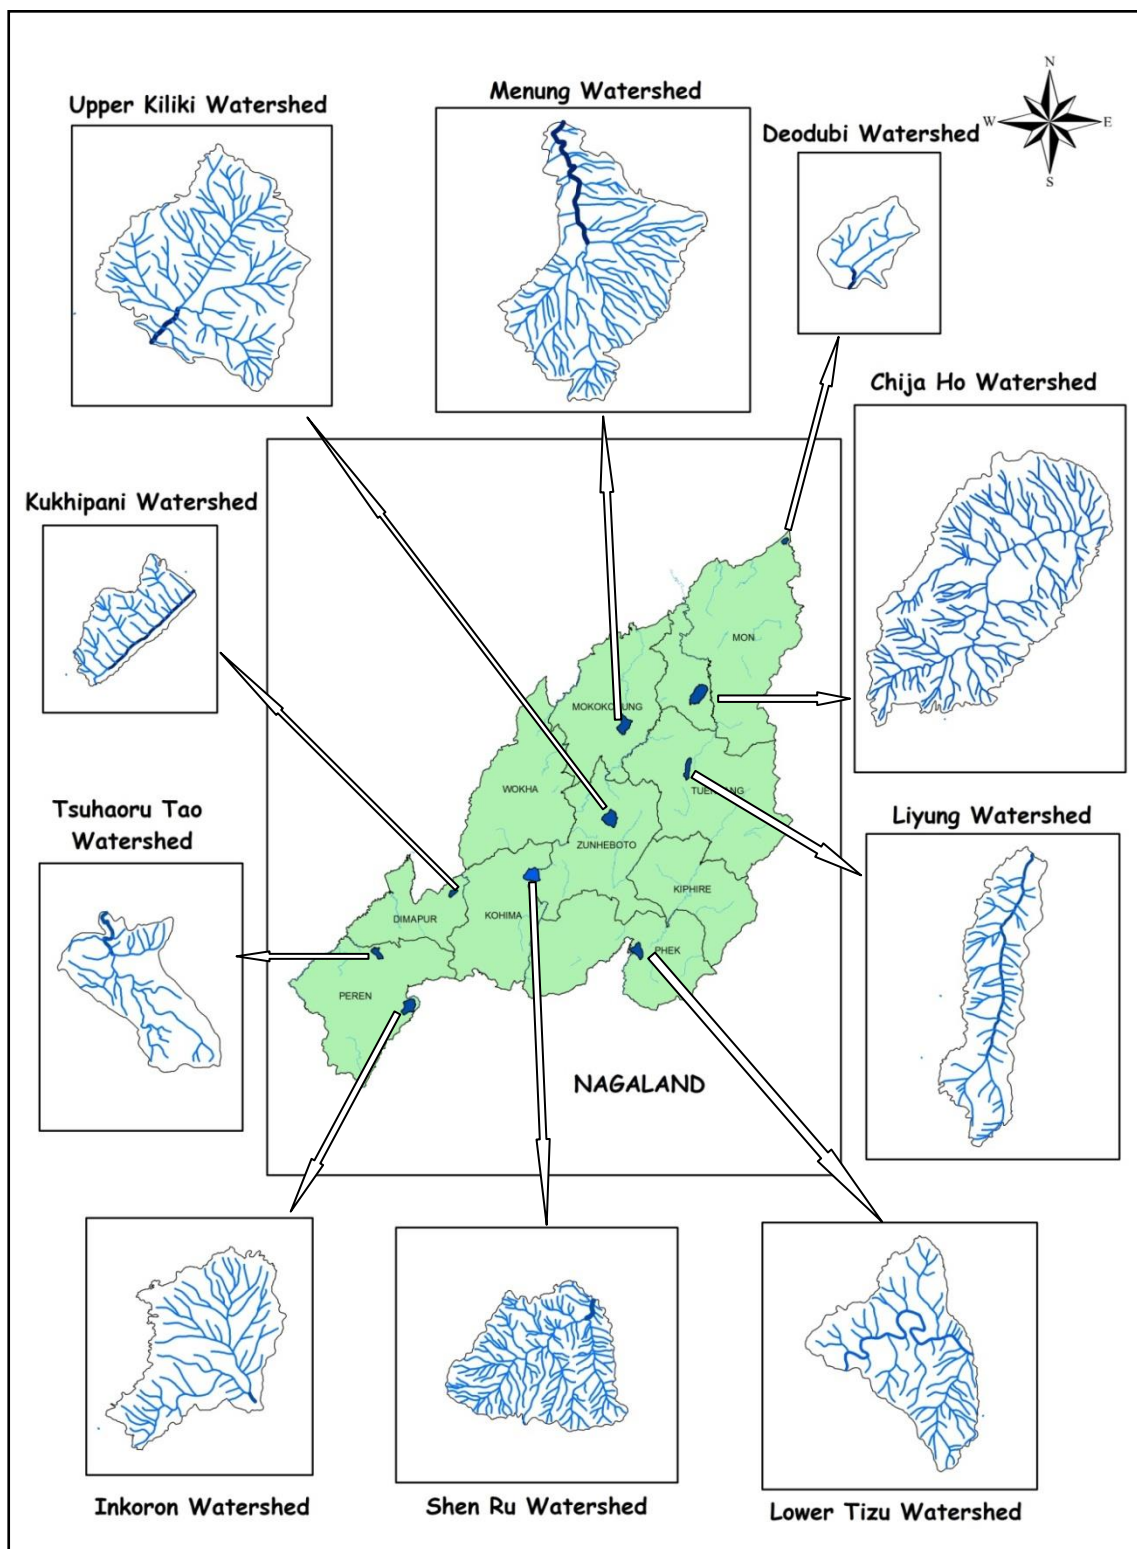 Upper Kiliki Watershed
Menung Watershed
Deodubi Watershed
N
W
E
S
Chija Ho Watershed
Kukhipani Watershed
MON
WOKHA
ZUNHEBOTO
KIPHIRE
DIMAPUR
KOHIMA
PHEK
PEREN
NAGALAND
Tsuhaoru Tao
Watershed
Liyung Watershed
Inkoron Watershed
Shen Ru Watershed
Lower Tizu Watershed